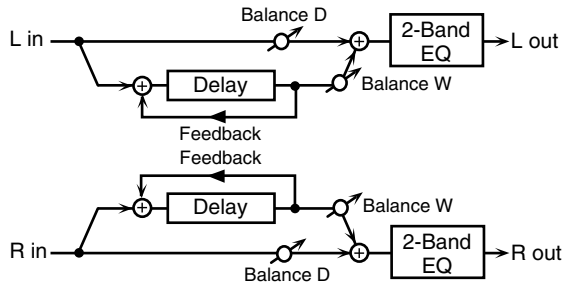 Balance D
L in
2-Band
EQ
L out
Delay
Balance W
Feedback
Feedback
Delay
Balance W
R in
2-Band
EQ
R out
Balance D